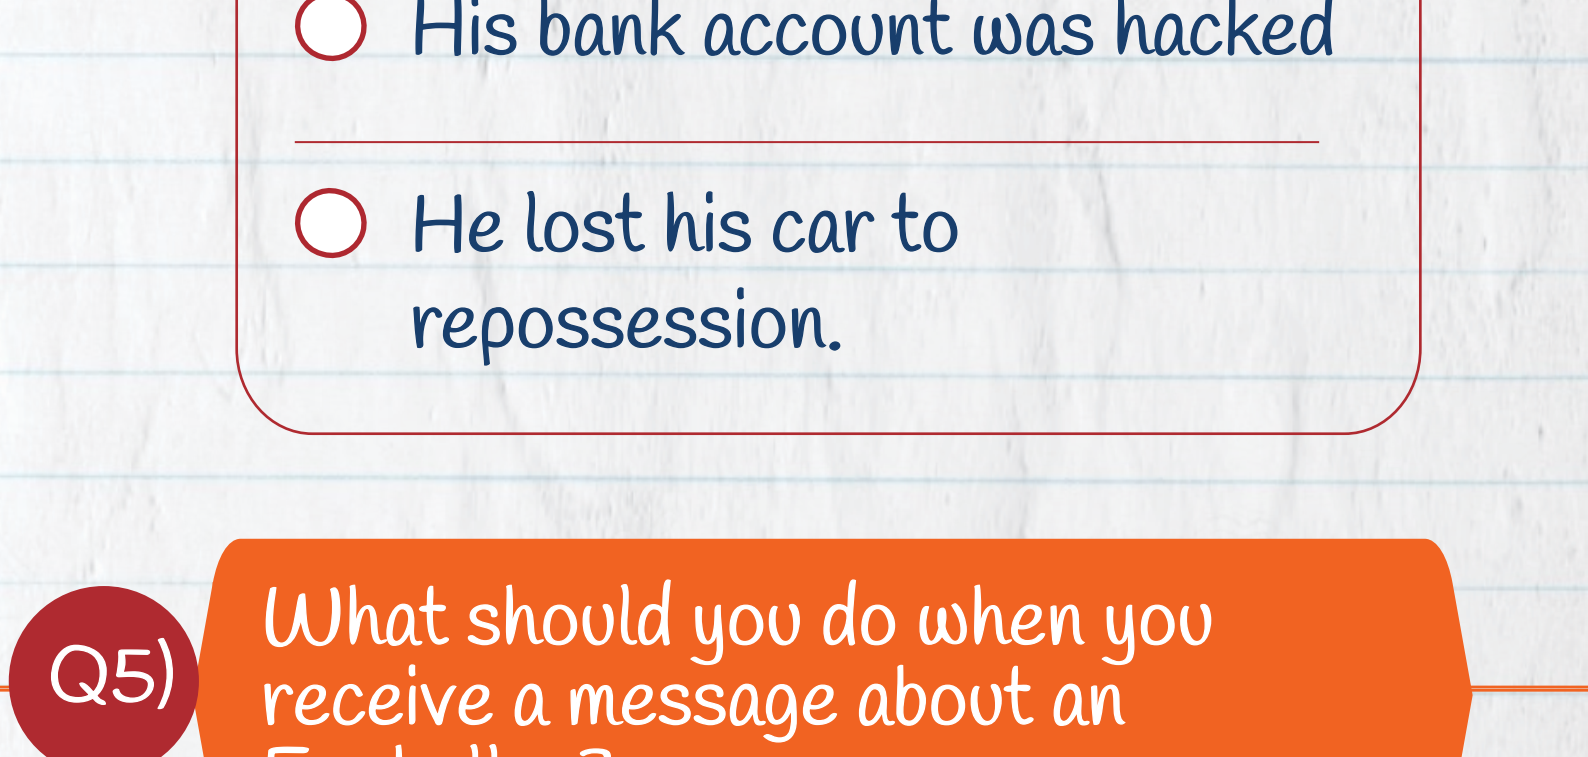 His bank account was hacked
He lost his car to
repossession.
Q5)
What should you do when you
receive a message about an